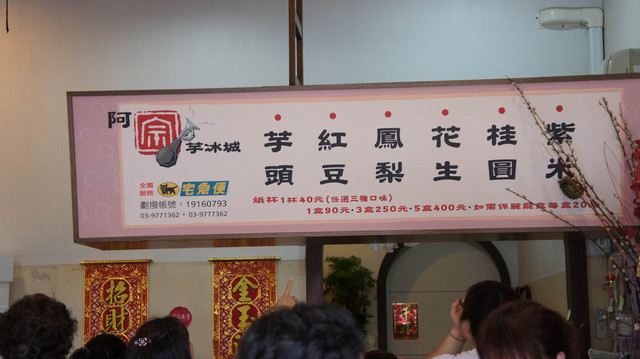 阿宗芋冰城
芋頭 紅豆 鳳梨 花生 桂圓 紫米
全國服務 宅急便
劃撥帳號：19160793
03-9771362・03-9777362
紙杯1杯40元(任選三種口味)
1盒90元・3盒250元・5盒400元・如需保麗龍盒每盒20
招財